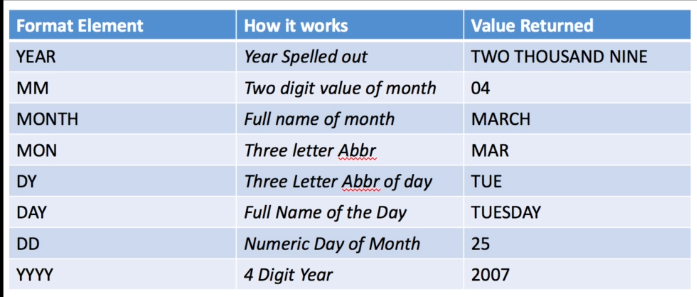 Format Element How it works Value Returned
YEAR Year Spelled out TWO THOUSAND NINE
MM Two digit value of month 04
MONTH Full name of month MARCH
MON Three letter Abbr MAR
DY Three Letter Abbr of day TUE
DAY Full Name of the Day TUESDAY
DD Numeric Day of Month 25
YYYY 4 Digit Year 2007